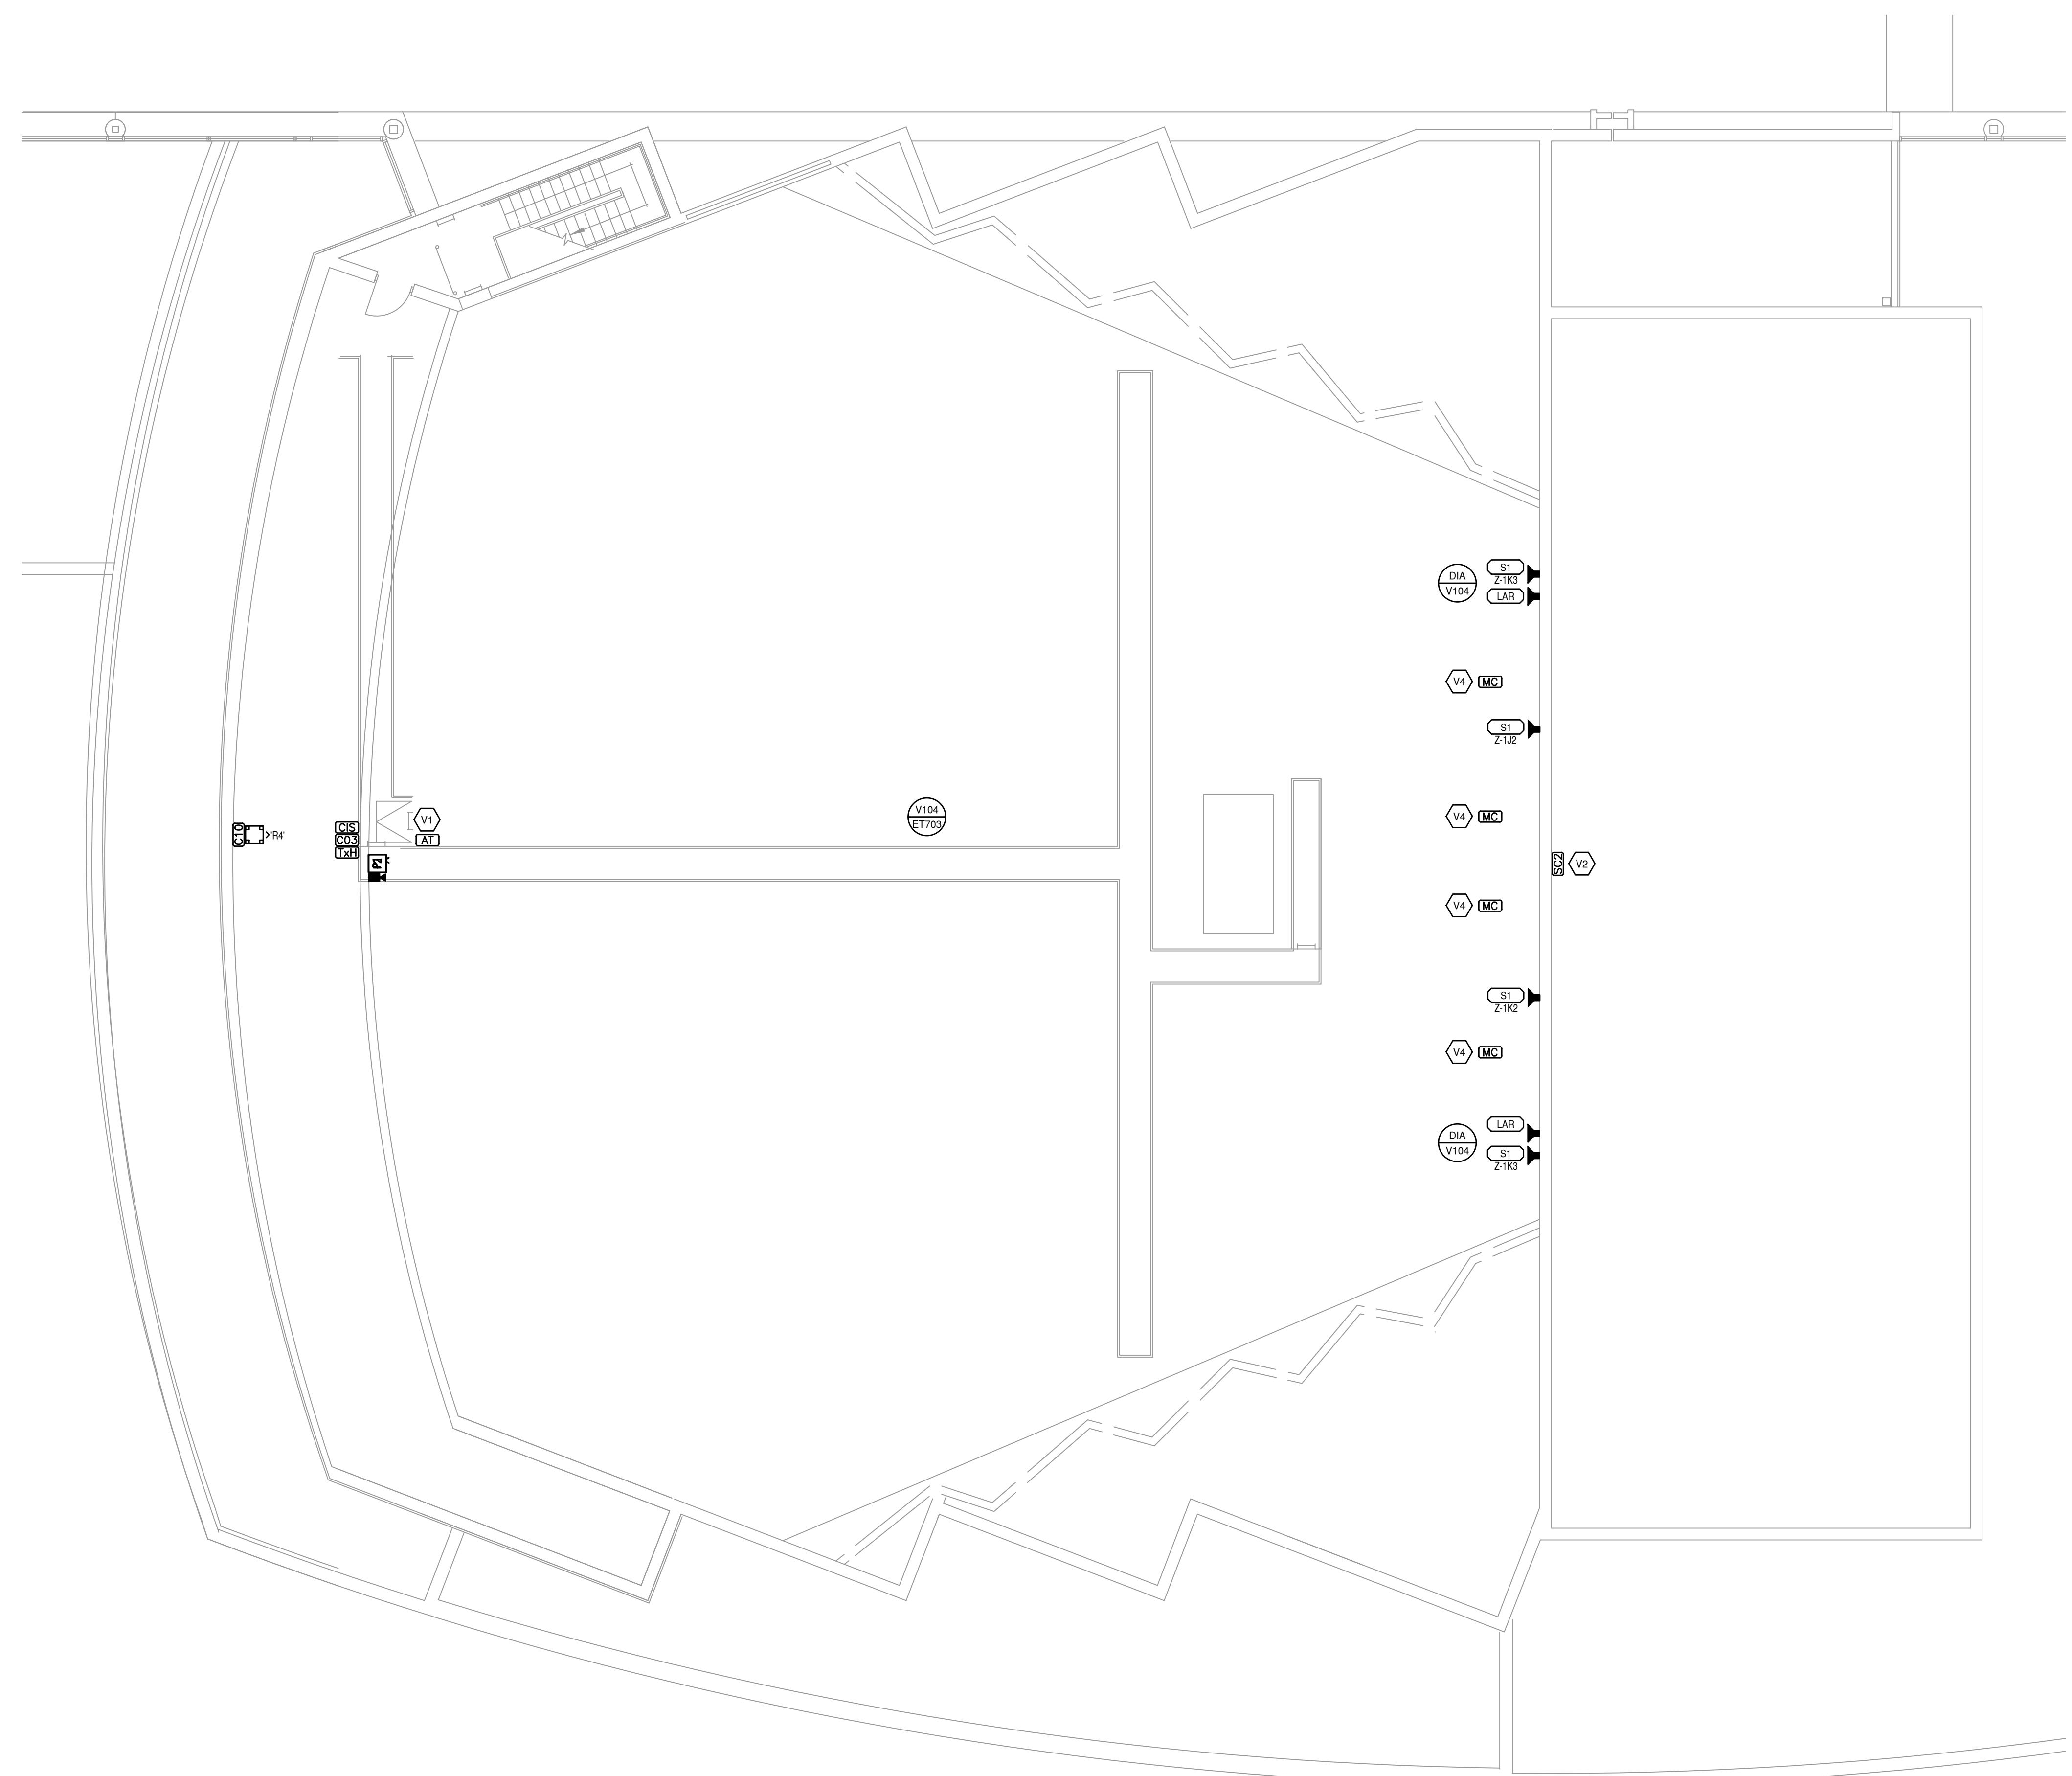 S1
Z-1K3
DIA
V104
LAR
V4
MC
S1
Z-1J2
V4
MC
V1
CIS
C03
TxH
AT
V104
ET703
C10
'R4'
P2
SC2
V2
V4
MC
S1
Z-1K2
V4
MC
LAR
DIA
V104
S1
Z-1K3